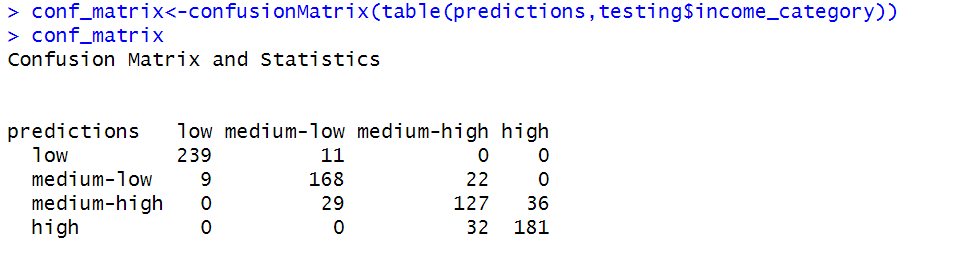 > conf_matrix<-confusionMatrix(table(predictions,testing$income_category))
> conf_matrix
Confusion Matrix and Statistics
predictions low medium-low medium-high high
low 239 11 0 0
medium-low 9 168 22 0
medium-high 0 29 127 36
high 0 0 32 181